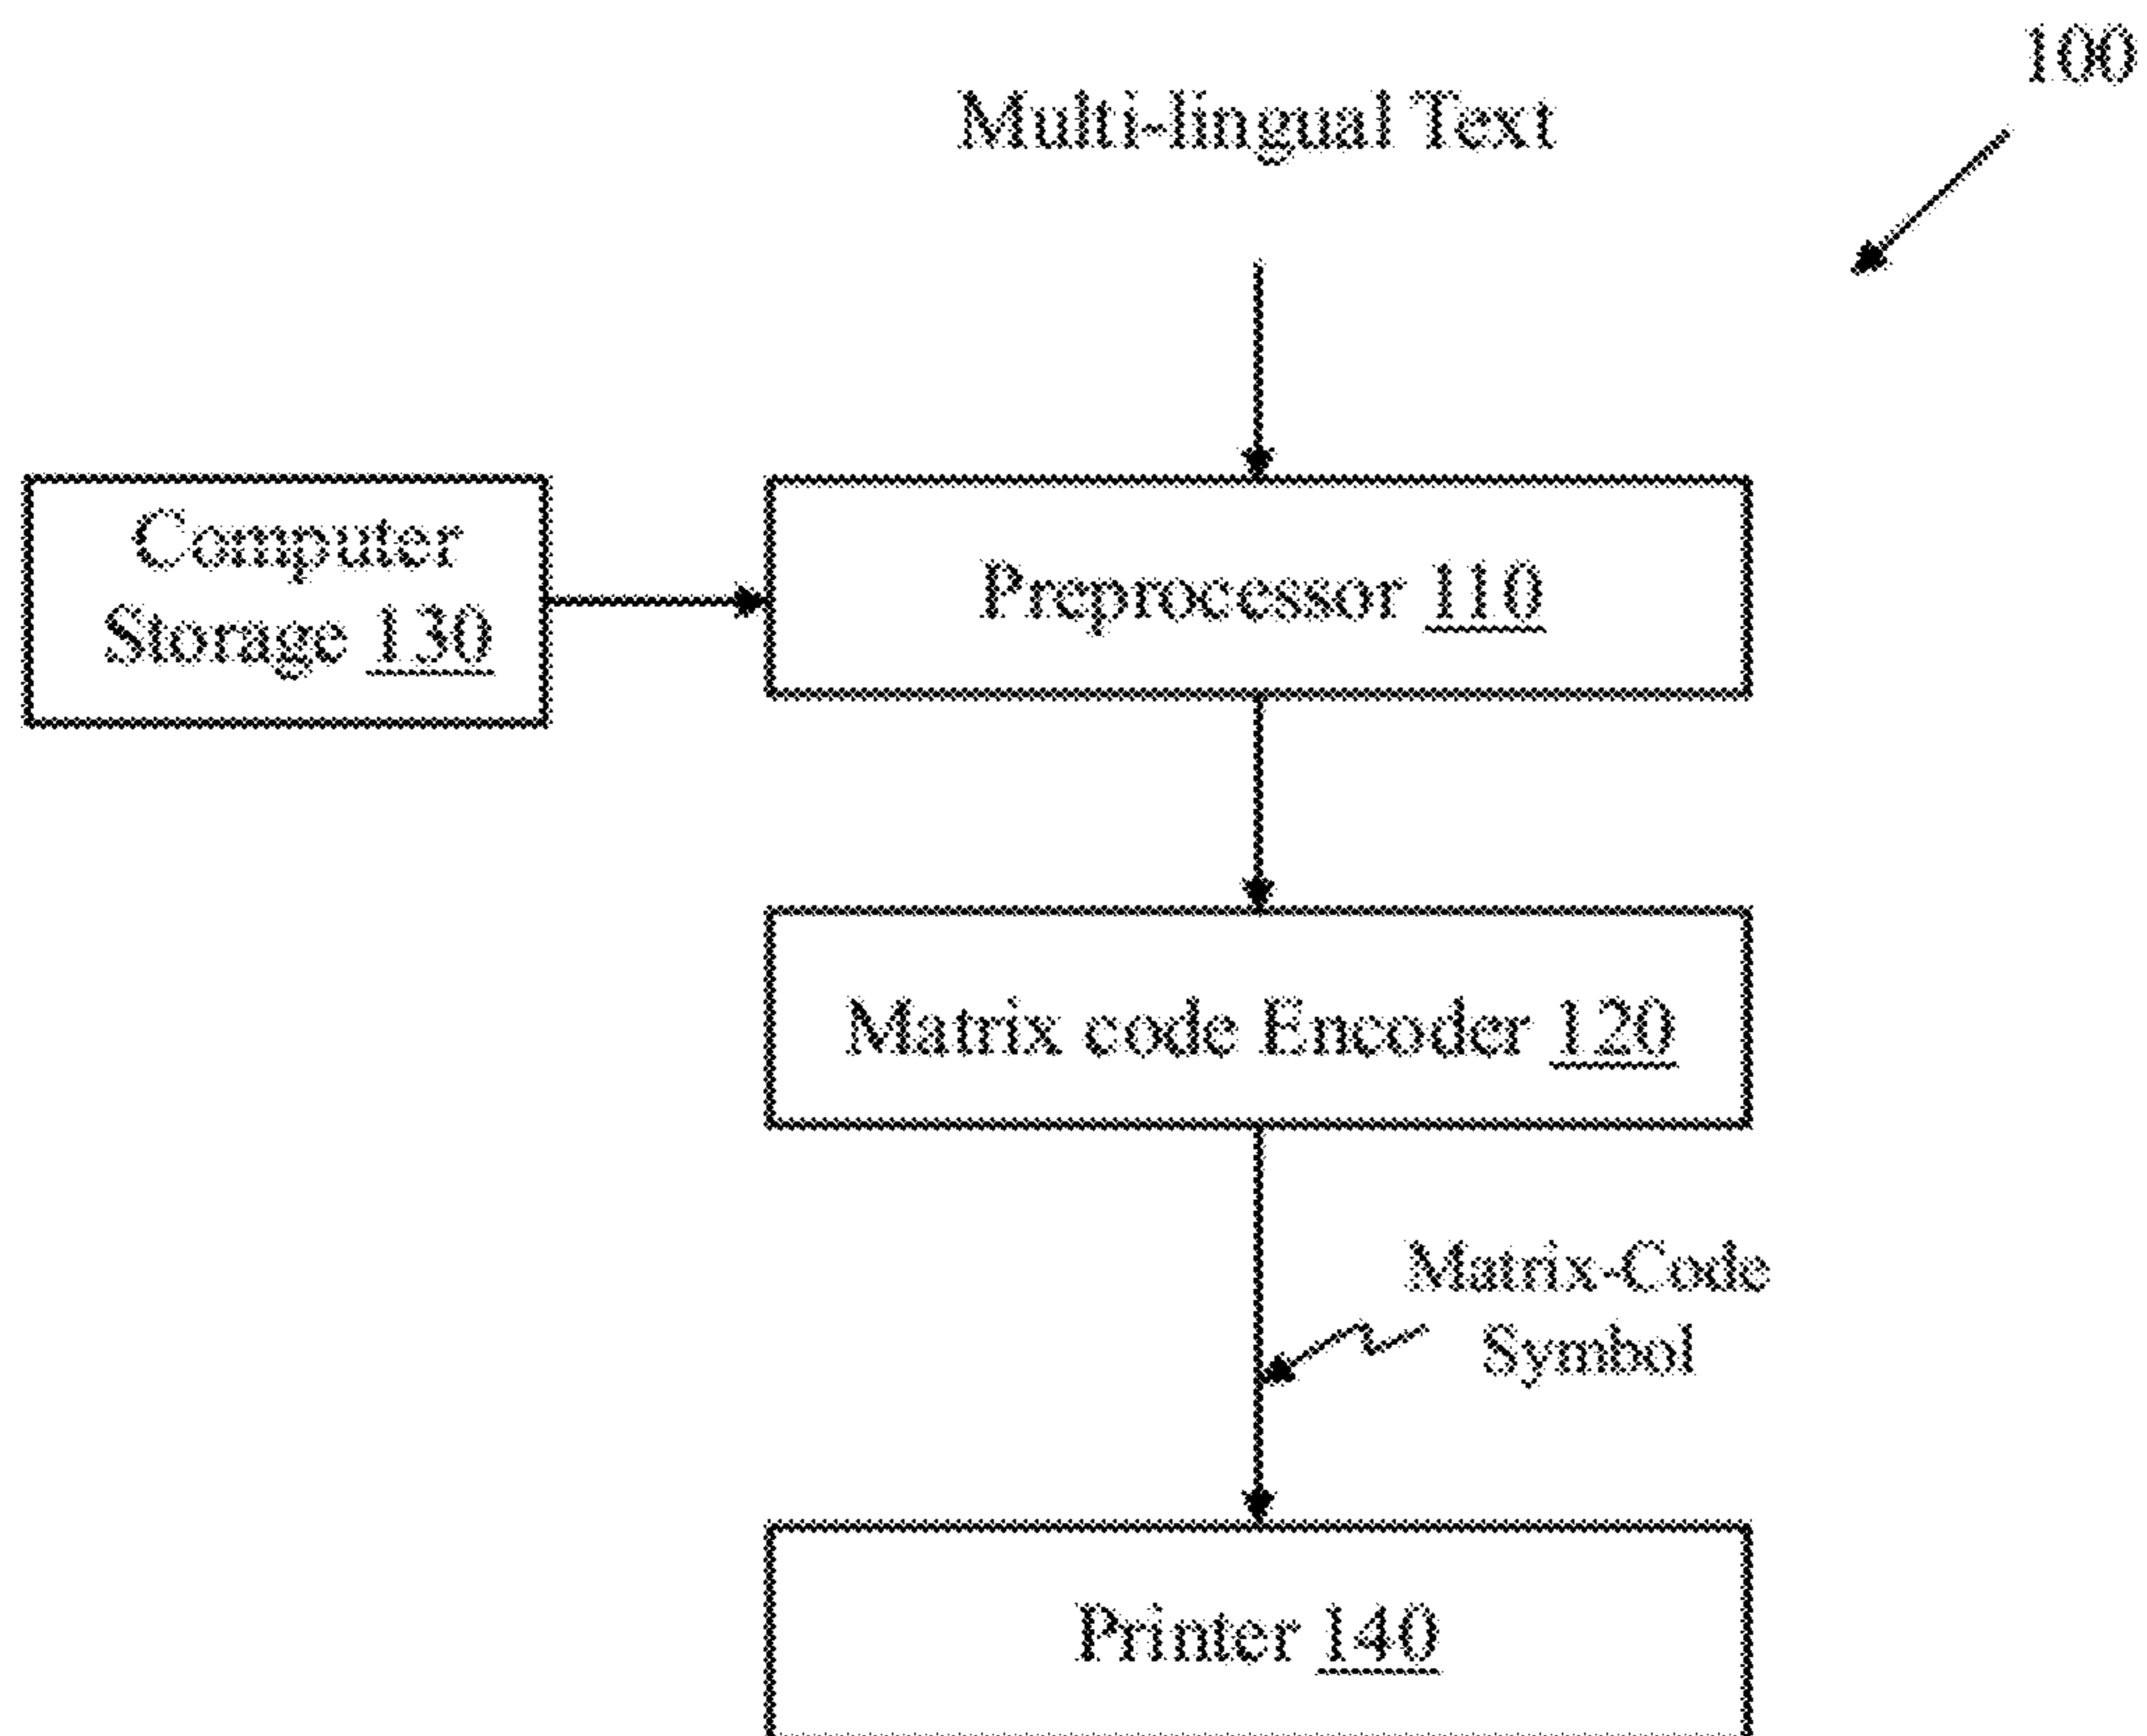 100
Multi-lingual Text
Computer
Storage 130
Preprocessor 110
Matrix code Encoder 120
Matrix-Code
Symbol
Printer 140